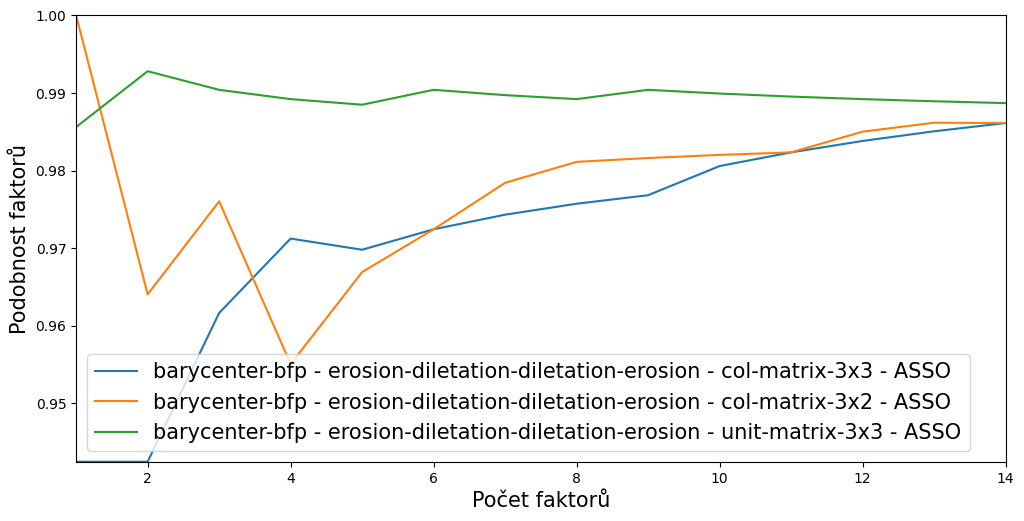 1.00
0.99
0.98
0.97
0.96
0.95
Podobnost faktorů
barycenter-bfp - erosion-diletation-diletation-erosion - col-matrix-3x3 - ASSO
barycenter-bfp - erosion-diletation-diletation-erosion - col-matrix-3x2 - ASSO
barycenter-bfp - erosion-diletation-diletation-erosion - unit-matrix-3x3 - ASSO
2 4 6 8 10 12 14
Počet faktorů